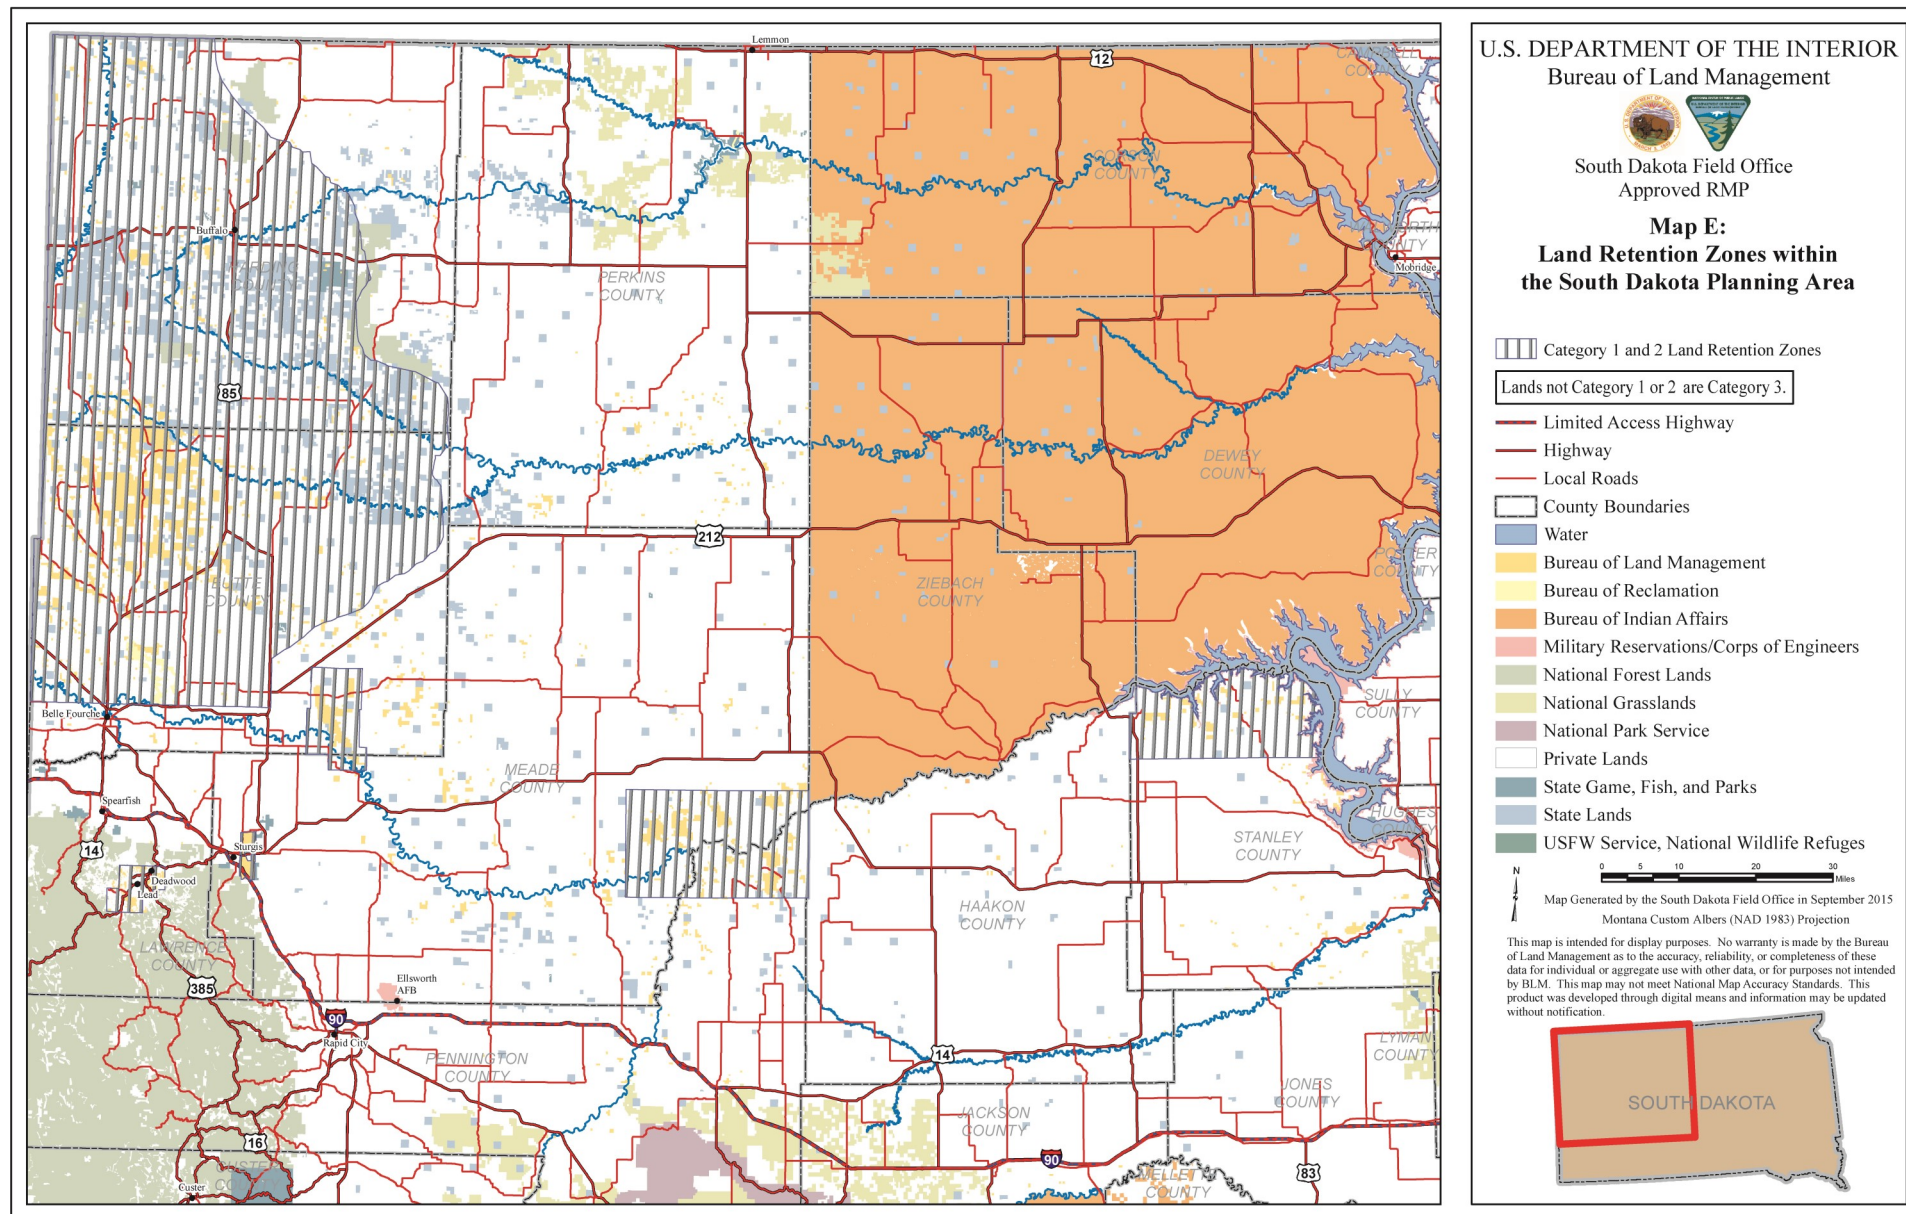 Lemmon
12
CORSON
COUNTY
Buffalo
HARDING
COUNTY
Mobridge
PERKINS
COUNTY
85
DEWEY
COUNTY
212
BUTTE
COUNTY
ZIEBACH
COUNTY
POTTER
COUNTY
Belle Fourche
SULLY
COUNTY
MEADE
COUNTY
Spearfish
HUGHES
COUNTY
STANLEY
COUNTY
14
Sturgis
Deadwood
Lead
HAAKON
COUNTY
LAWRENCE
COUNTY
385
Ellsworth
AFB
90
Rapid City
PENNINGTON
COUNTY
14
LYMAN
COUNTY
JONES
COUNTY
JACKSON
COUNTY
16
CUSTER
Custer
90
83
COUNTY
U.S. DEPARTMENT OF THE INTERIOR
Bureau of Land Management
South Dakota Field Office
Approved RMP
Map E:
Land Retention Zones within
the South Dakota Planning Area
Category 1 and 2 Land Retention Zones
Lands not Category 1 or 2 are Category 3.
Limited Access Highway
Highway
Local Roads
County Boundaries
Water
Bureau of Land Management
Bureau of Reclamation
Bureau of Indian Affairs
Military Reservations/Corps of Engineers
National Forest Lands
National Grasslands
National Park Service
Private Lands
State Game, Fish, and Parks
State Lands
USFW Service, National Wildlife Refuges
N
0 5 10 20 30
Miles
Map Generated by the South Dakota Field Office in September 2015
Montana Custom Albers (NAD 1983) Projection
This map is intended for display purposes. No warranty is made by the Bureau
of Land Management as to the accuracy, reliability, or completeness of these
data for individual or aggregate use with other data, or for purposes not intended
by BLM. This map may not meet National Map Accuracy Standards. This
product was developed through digital means and information may be updated
without notification.
SOUTH DAKOTA